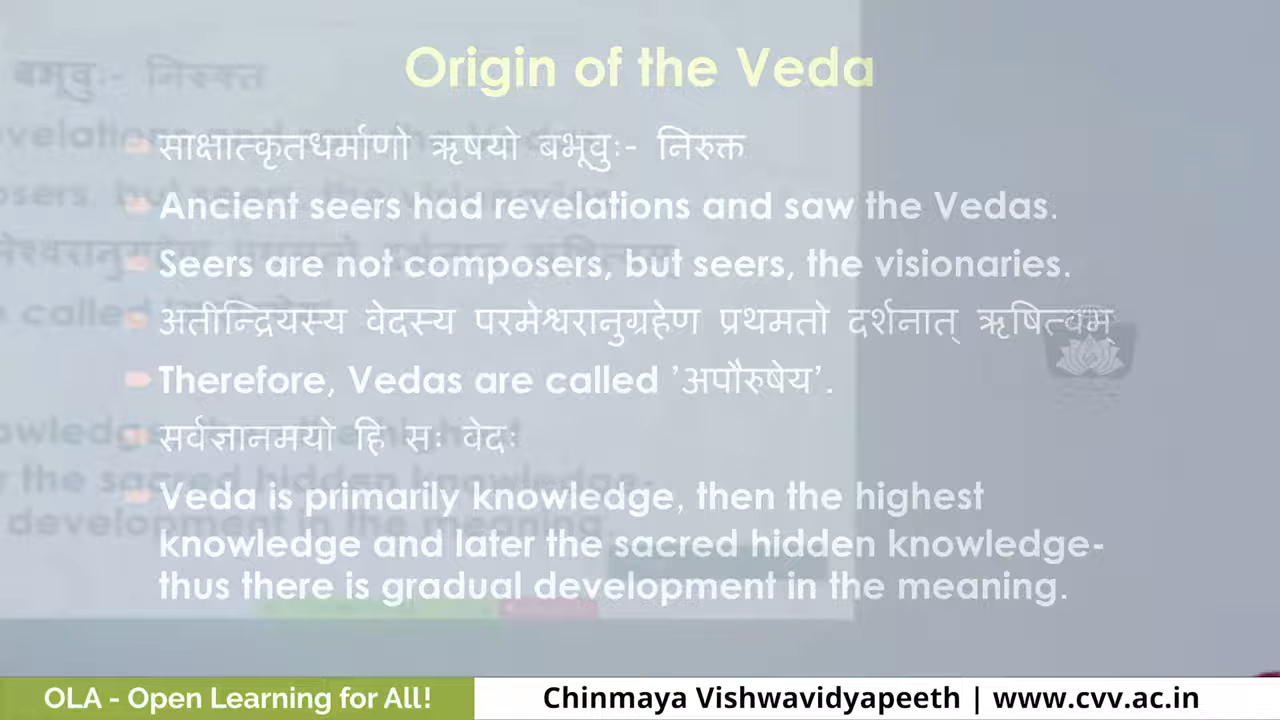 Origin of the Veda
साक्षात्कृतधर्माणो ऋषयो बभूवुः- निरुक्त
Ancient seers had revelations and saw the Vedas.
Seers are not composers, but seers, the visionaries.
अतीन्द्रियस्य वेदस्य परमेश्वरानुग्रहेण प्रथमतो दर्शनात् ऋषित्वम्
Therefore, Vedas are called ’अपौरुषेय’.
सर्वज्ञानमयो हि सः वेदः
Veda is primarily knowledge, then the highest
knowledge and later the sacred hidden knowledge-
thus there is gradual development in the meaning.
OLA - Open Learning for All!
Chinmaya Vishwavidyapeeth | www.cvv.ac.in